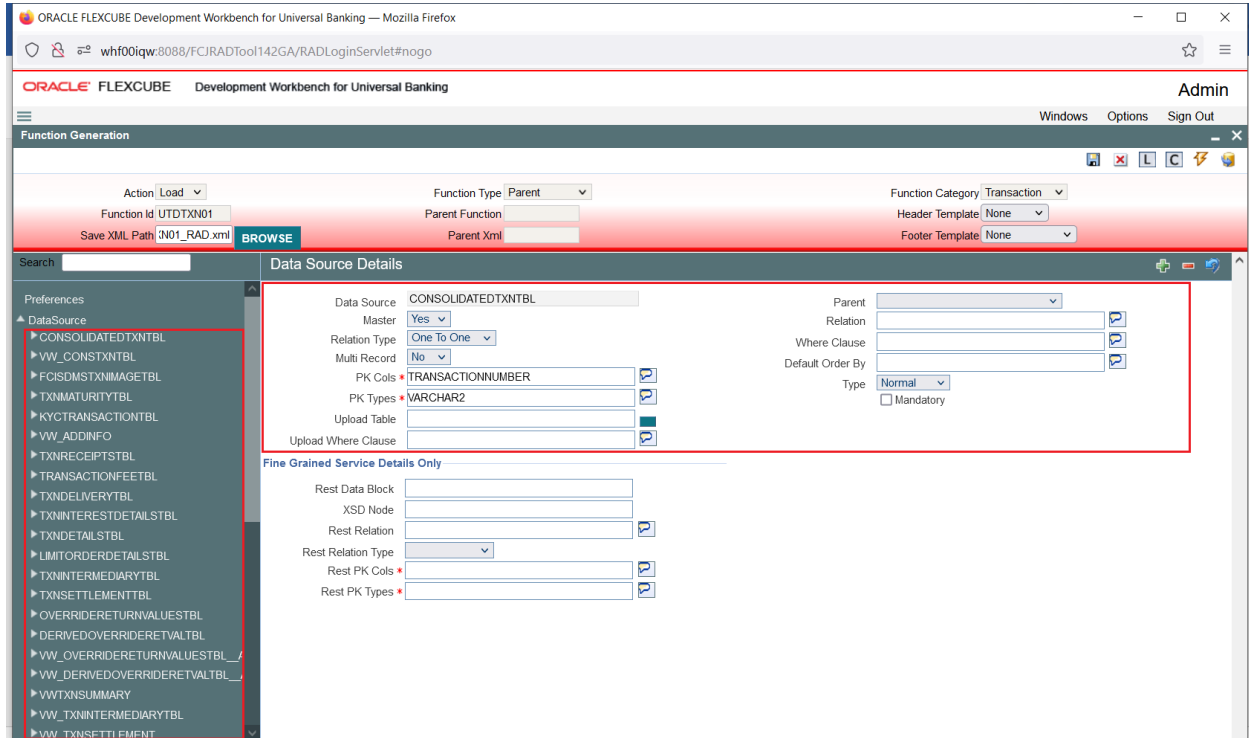 ORACLE FLEXCUBE Development Workbench for Universal Banking — Mozilla Firefox
whf00iqw:8088/FCJRADTool142GA/RADLoginServlet#nogo
ORACLE FLEXCUBE Development Workbench for Universal Banking Admin
Windows Options Sign Out
Function Generation
L C
Action Load Function Type Parent Function Category Transaction
Function Id UTDTXN01 Parent Function Header Template None
Save XML Path N01_RAD.xml BROWSE Parent Xml Footer Template None
Search
Data Source Details
Preferences
DataSource
CONSOLIDATEDTXNTBL
VW_CONSTXNTBL
FCISDMSTXNIMAGETBL
TXNMATURITYTBL
KYCTRANSACTIONTBL
VW_ADDINFO
TXNRECEIPTSTBL
TRANSACTIONFEETBL
TXNDELIVERYTBL
TXNINTERESTDETAILSTBL
TXNDETAILSTBL
LIMITORDERDETAILSTBL
TXNINTERMEDIARYTBL
TXNSETTLEMENTTBL
OVERRIDERETURNVALUESTBL
DERIVEDOVERRIDERETVALTBL
VW_OVERRIDERETURNVALUESTBL__A
VW_DERIVEDOVERRIDERETVALTBL__
VWTXNSUMMARY
VW_TXNINTERMEDIARYTBL
VW_TXNSETTLEMENT
Data Source CONSOLIDATEDTXNTBL Parent
Master Yes Relation
Relation Type One To One Where Clause
Multi Record No Default Order By
PK Cols * TRANSACTIONNUMBER Type Normal
PK Types * VARCHAR2 Mandatory
Upload Table
Upload Where Clause
Fine Grained Service Details Only
Rest Data Block
XSD Node
Rest Relation
Rest Relation Type
Rest PK Cols *
Rest PK Types *